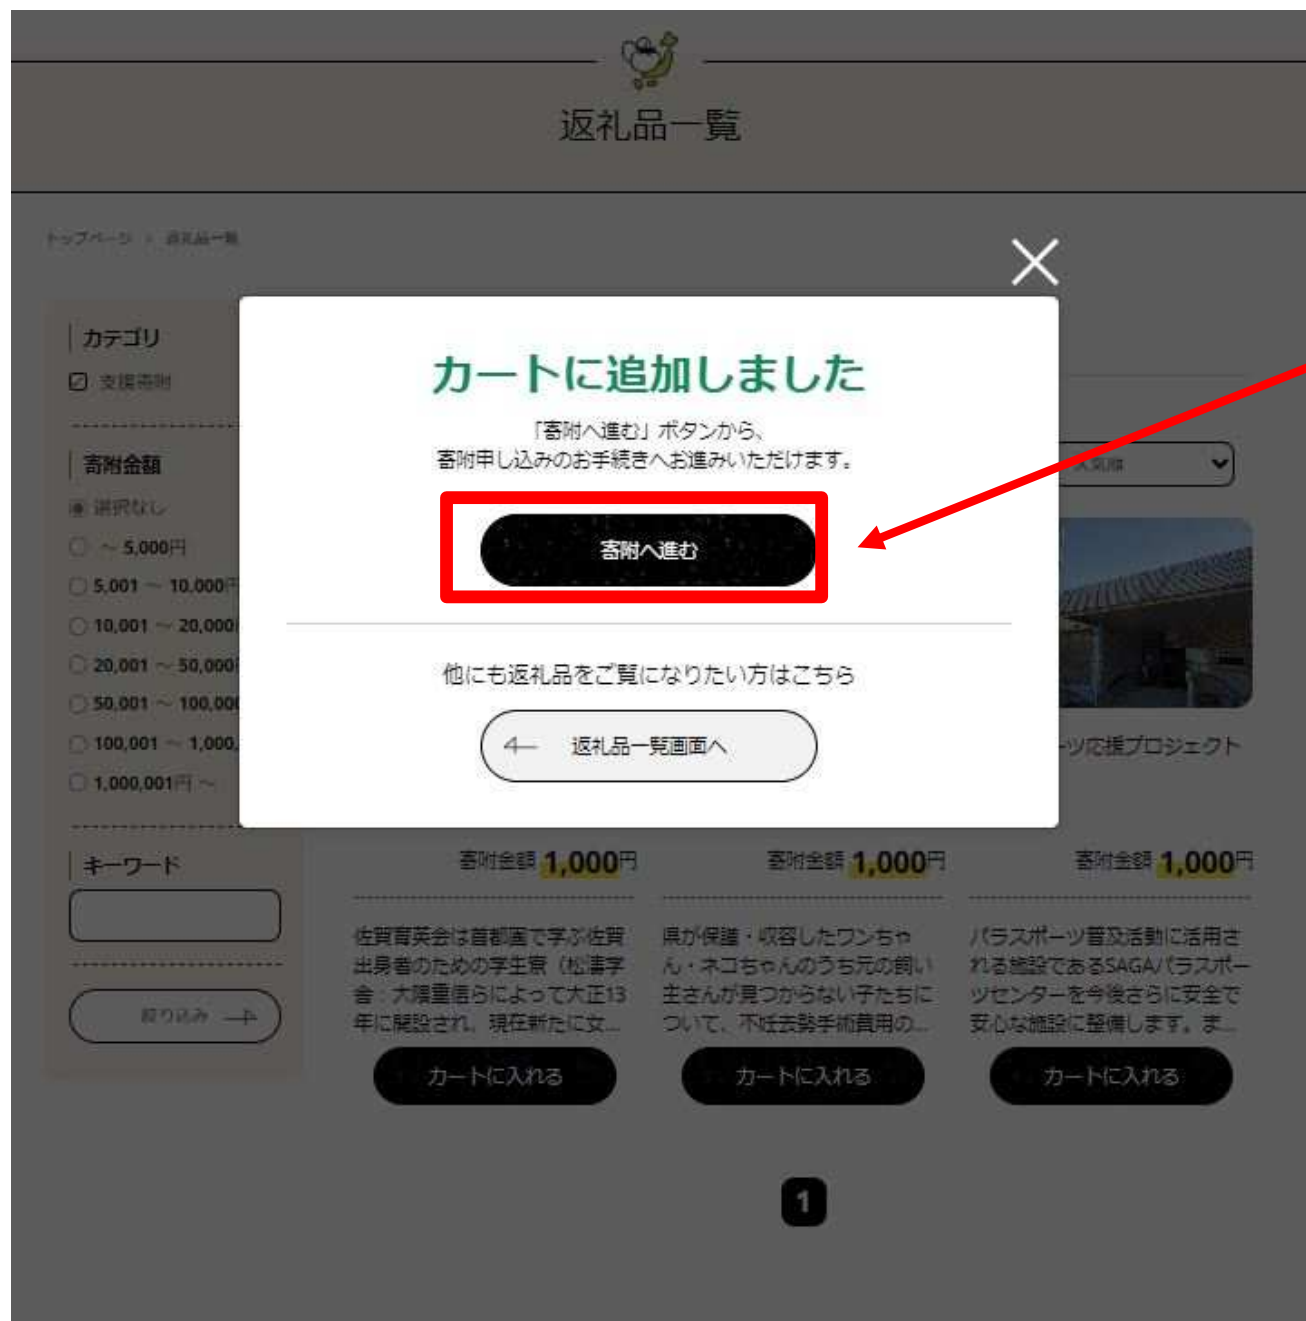 返礼品一覧
トップページ > 返礼品一覧
カテゴリ
支援寄附
寄附金額
選択なし
～ 5,000円
5,001 ～ 10,000円
10,001 ～ 20,000
20,001 ～ 50,000
50,001 ～ 100,000
100,001 ～ 1,000,
1,000,001円 ～
キーワード
絞り込み
カートに追加しました
「寄附へ進む」ボタンから、
寄附申し込みのお手続きへお進みいただけます。
寄附へ進む
他にも返礼品をご覧になりたい方はこちら
返礼品一覧画面へ
人気順
ーツ応援プロジェクト
寄附金額 1,000円
佐賀育英会は首都圏で学ぶ佐賀
出身者のための学生寮（松濤学
舎：大隈重信らによって大正13
年に開設され、現在新たに女...
カートに入れる
寄附金額 1,000円
県が保護・収容したワンちゃ
ん・ネコちゃんのうち元の飼い
主さんが見つからない子たちに
ついて、不妊去勢手術費用の...
カートに入れる
寄附金額 1,000円
パラスポーツ普及活動に活用さ
れる施設であるSAGAパラスポー
ツセンターを今後さらに安全で
安心な施設に整備します。ま...
カートに入れる
1